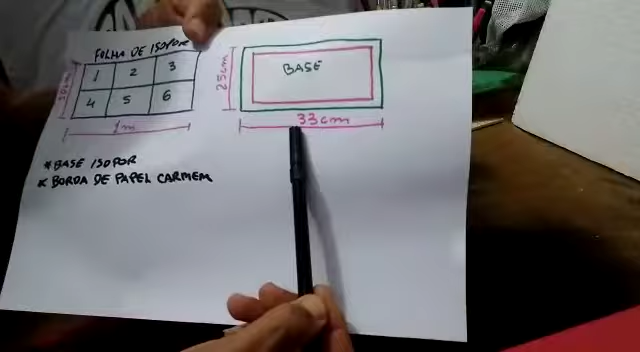 FOLHA DE ISOPOR
1 2 3
4 5 6
50cm
1m
BASE
25cm
33cm
* BASE ISOPOR
* BORDA DE PAPEL CARMEM